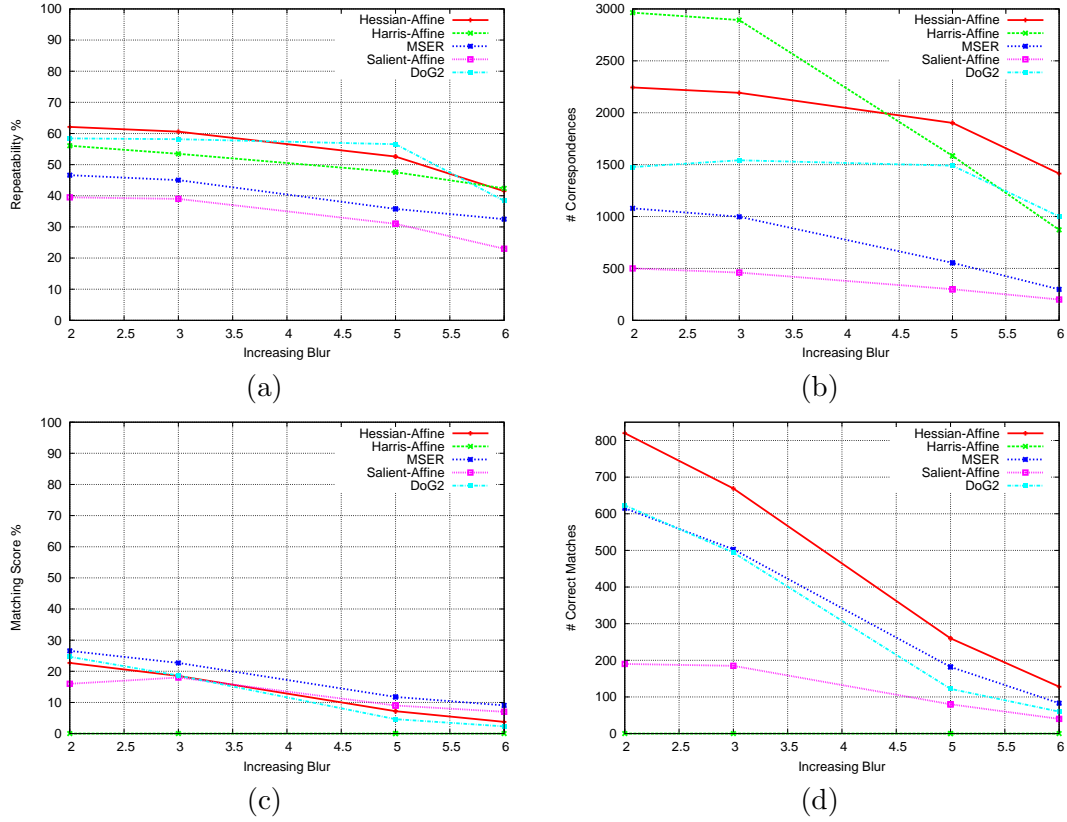 Repeatability %
100
90
80
70
60
50
40
30
20
10
0
2 2.5 3 3.5 4 4.5 5 5.5 6
Increasing Blur
Hessian-Affine
Harris-Affine
MSER
Salient-Affine
DoG2
(a)
# Correspondences
3000
2500
2000
1500
1000
500
0
2 2.5 3 3.5 4 4.5 5 5.5 6
Increasing Blur
Hessian-Affine
Harris-Affine
MSER
Salient-Affine
DoG2
(b)
Matching Score %
100
90
80
70
60
50
40
30
20
10
0
2 2.5 3 3.5 4 4.5 5 5.5 6
Increasing Blur
Hessian-Affine
Harris-Affine
MSER
Salient-Affine
DoG2
(c)
# Correct Matches
800
700
600
500
400
300
200
100
0
2 2.5 3 3.5 4 4.5 5 5.5 6
Increasing Blur
Hessian-Affine
Harris-Affine
MSER
Salient-Affine
DoG2
(d)